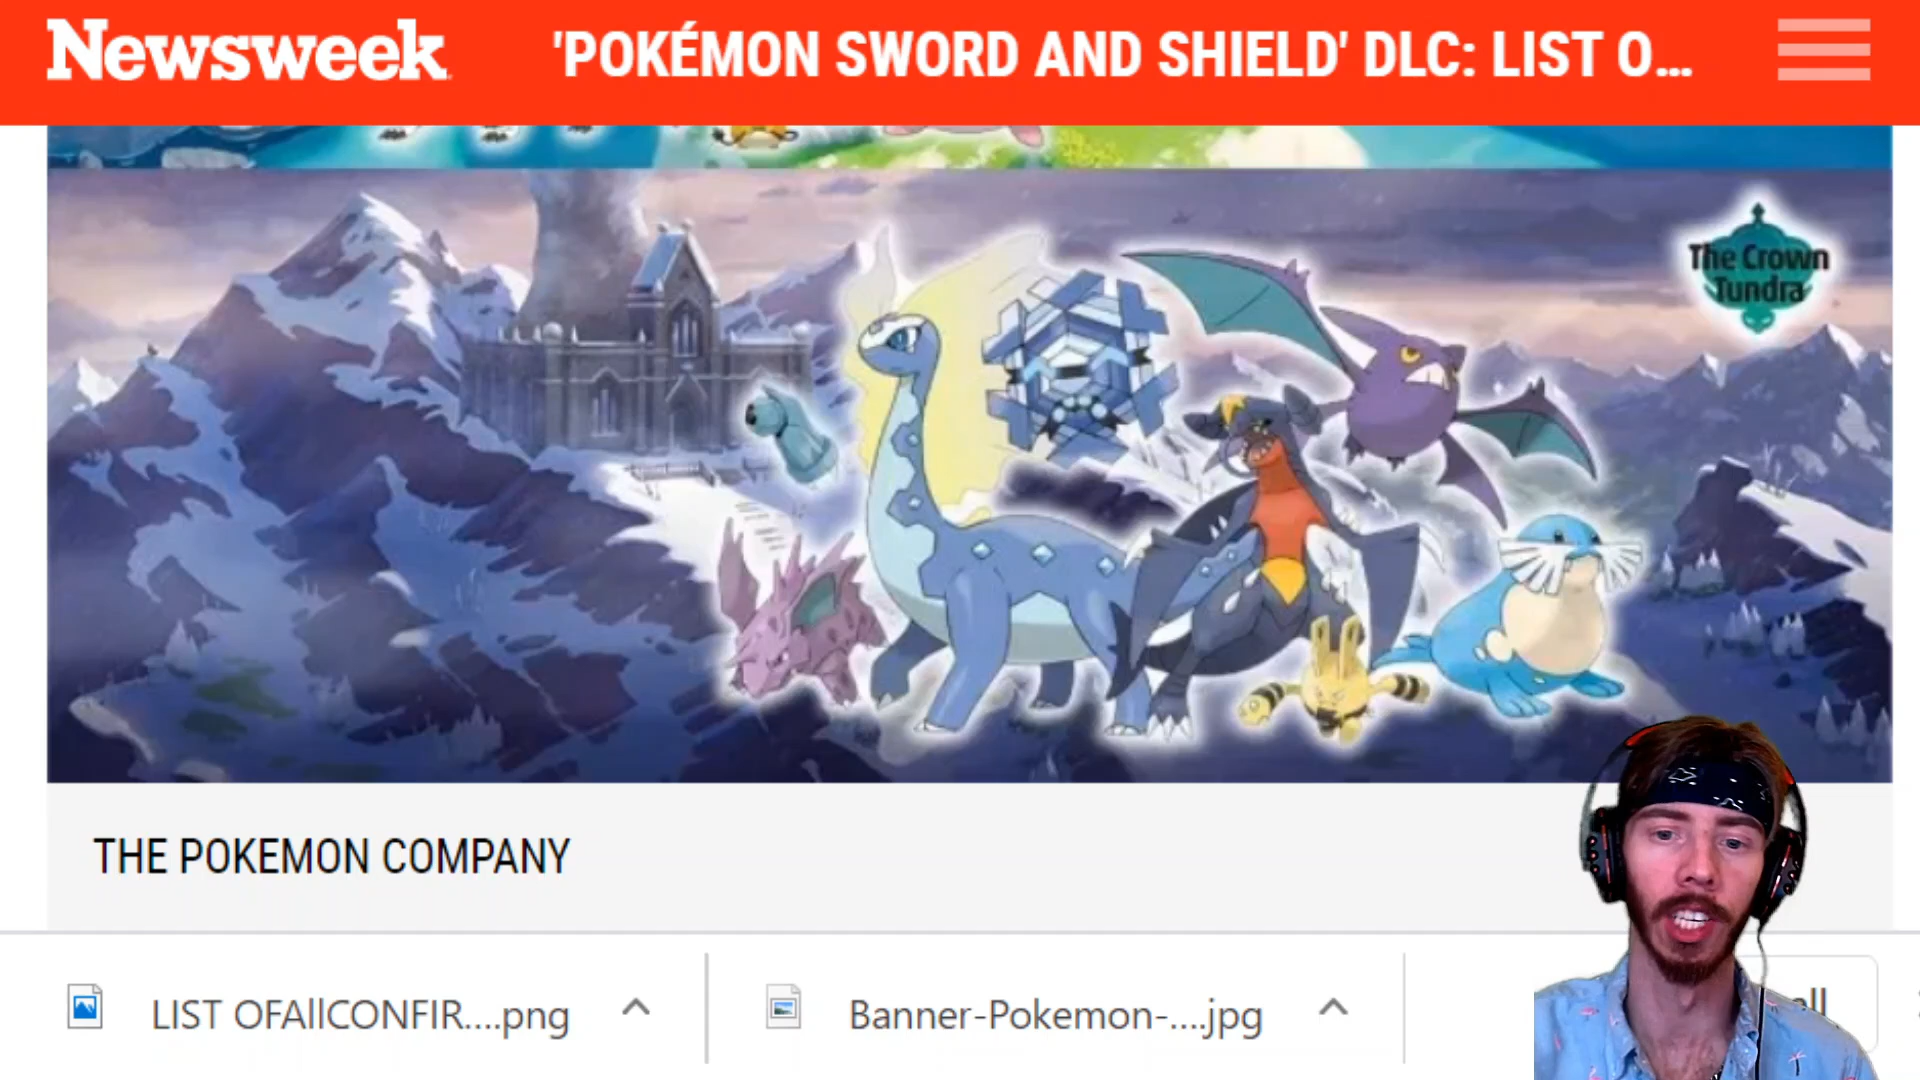 Newsweek
'POKÉMON SWORD AND SHIELD' DLC: LIST O...
The Crown
Tundra
THE POKEMON COMPANY
LIST OFAllCONFIR....png
Banner-Pokemon-....jpg